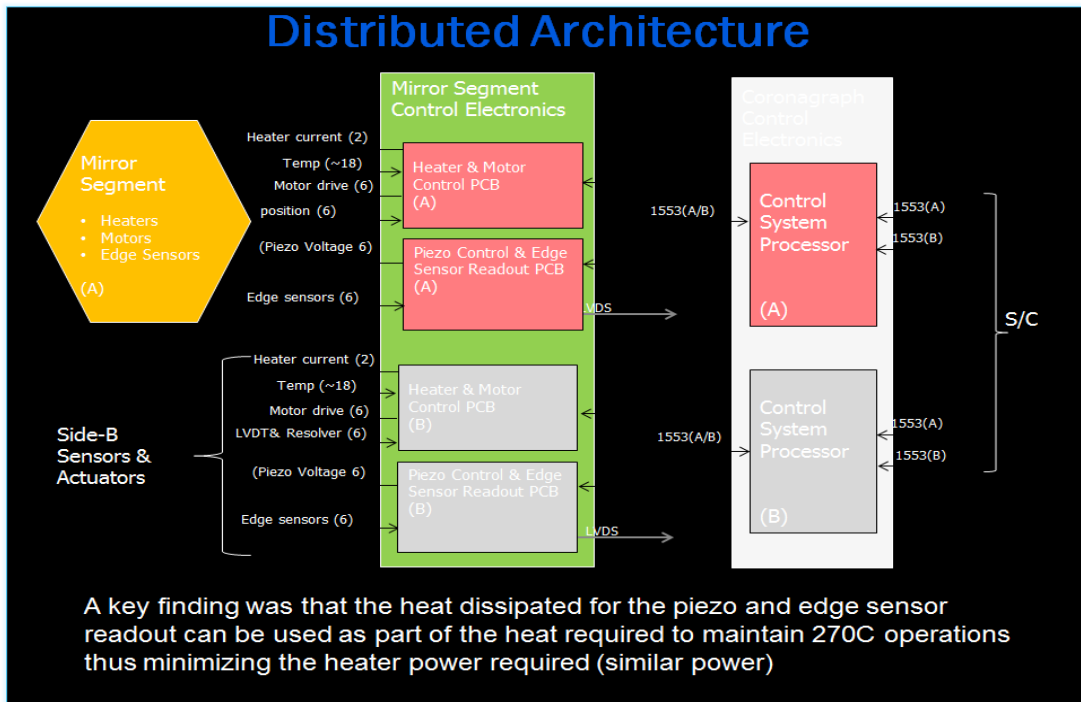 Distributed Architecture
Mirror Segment
Control Electronics
Coronagraph
Control
Electronics
Mirror
Segment
• Heaters
• Motors
• Edge Sensors
(A)
Heater current (2)
Temp (~18)
Motor drive (6)
position (6)
(Piezo Voltage 6)
Edge sensors (6)
Heater & Motor
Control PCB
(A)
Piezo Control & Edge
Sensor Readout PCB
(A)
LVDS
1553(A/B)
Control
System
Processor
(A)
1553(A)
1553(B)
S/C
Side-B
Sensors &
Actuators
Heater current (2)
Temp (~18)
Motor drive (6)
LVDT& Resolver (6)
(Piezo Voltage 6)
Edge sensors (6)
Heater & Motor
Control PCB
(B)
Piezo Control & Edge
Sensor Readout PCB
(B)
LVDS
1553(A/B)
Control
System
Processor
(B)
1553(A)
1553(B)
A key finding was that the heat dissipated for the piezo and edge sensor
readout can be used as part of the heat required to maintain 270C operations
thus minimizing the heater power required (similar power)